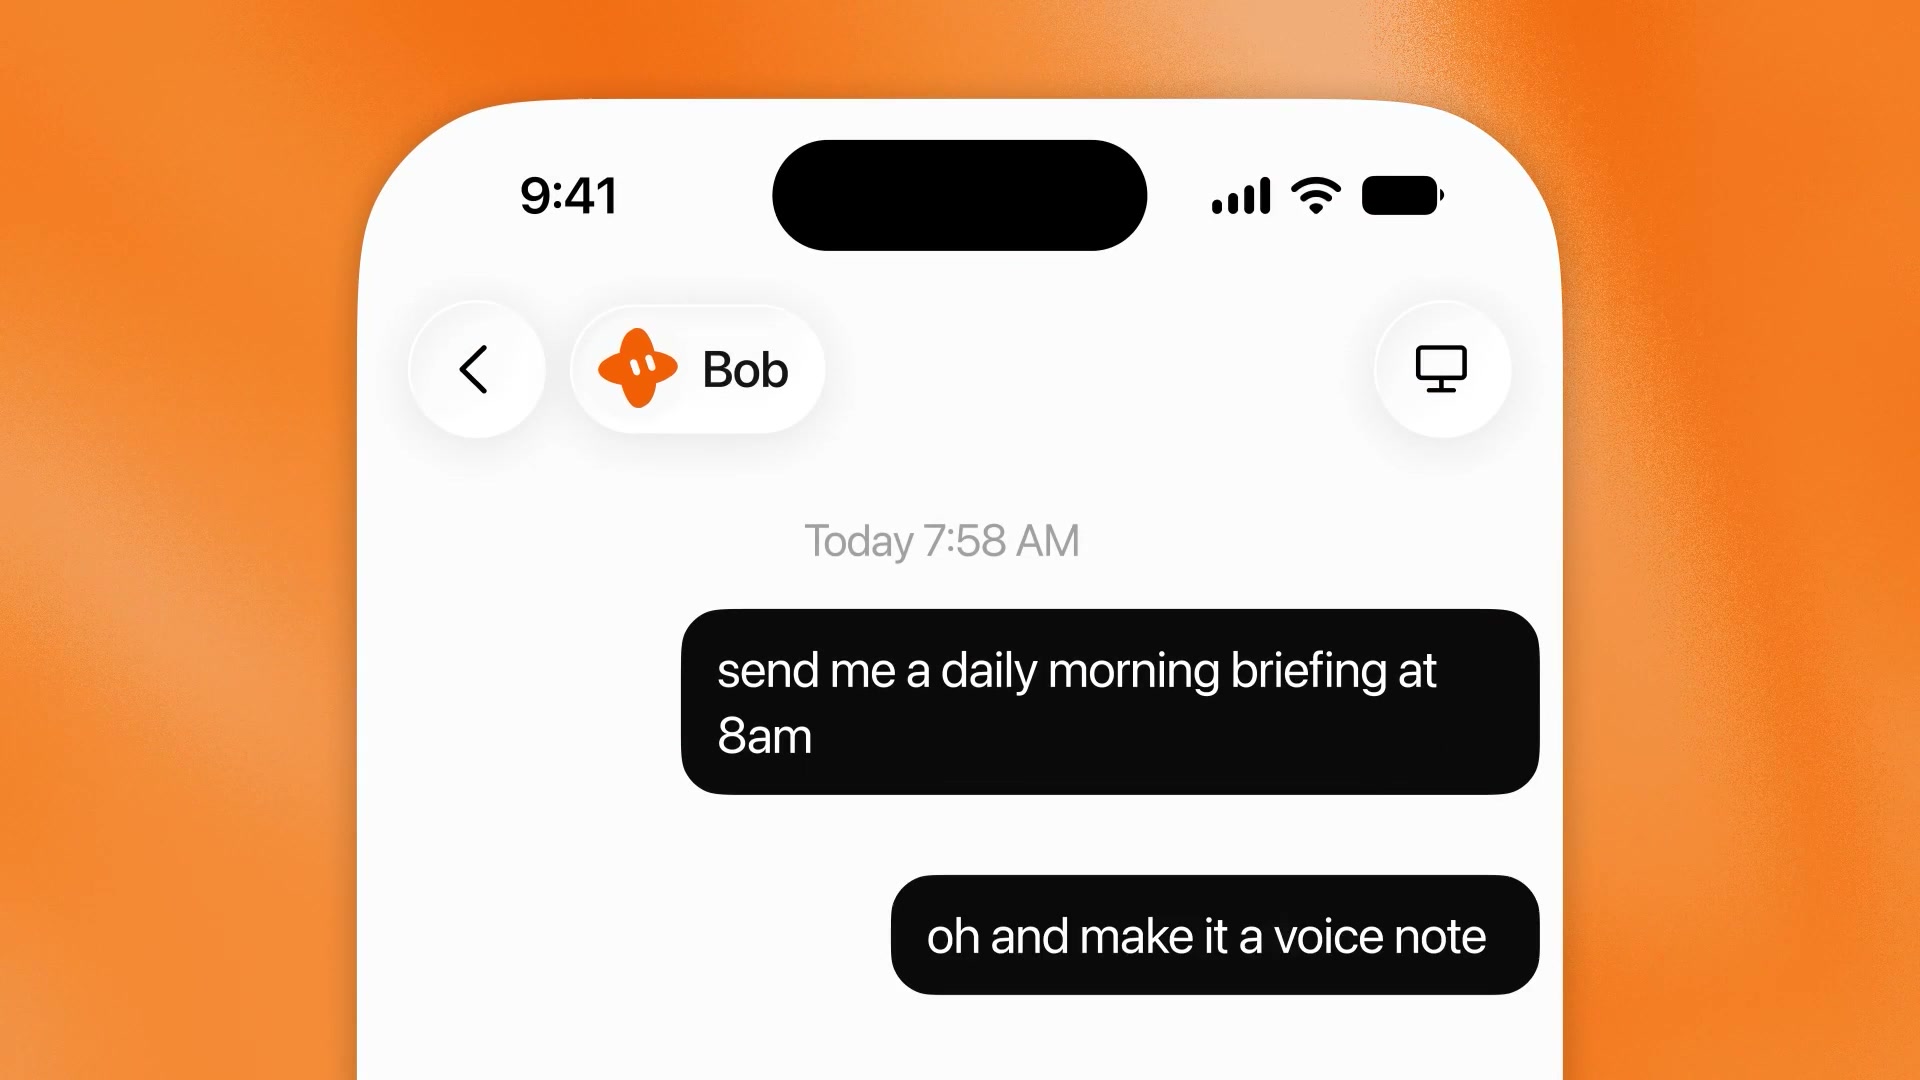 9:41
Bob
Today 7:58 AM
send me a daily morning briefing at
8am
oh and make it a voice note